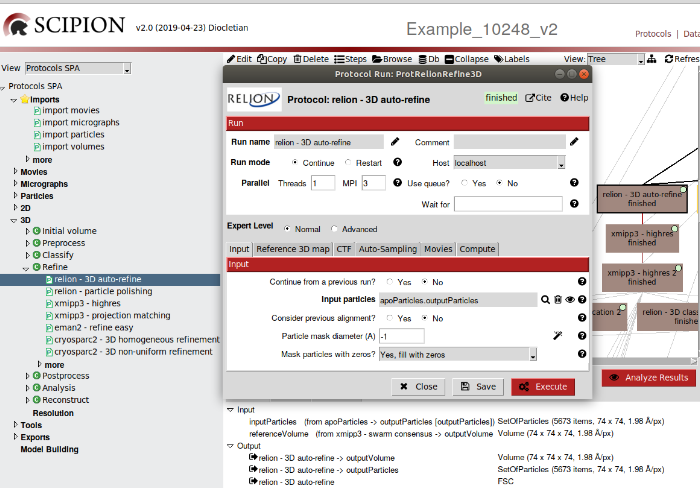 SCIPION
v2.0 (2019-04-23) Diocletian
Example_10248_v2
Protocols | Data
Edit Copy Delete Steps Browse Db Collapse Labels View: Tree Refres
View Protocols SPA
Protocols SPA
Imports
import movies
import micrographs
import particles
import volumes
more
Movies
Micrographs
Particles
2D
3D
Initial volume
Preprocess
Classify
Refine
relion - 3D auto-refine
relion - particle polishing
xmipp3 - highres
xmipp3 - projection matching
eman2 - refine easy
cryosparc2 - 3D homogeneous refinement
cryosparc2 - 3D non-uniform refinement
more
Postprocess
Analysis
Reconstruct
Resolution
Tools
Exports
Model Building
Protocol Run: ProtRelionRefine3D
RELION Protocol: relion - 3D auto-refine finished Cite Help
Run
Run name relion - 3D auto-refine Comment
Run mode Continue Restart Host localhost
Parallel Threads 1 MPI 3 Use queue? Yes No
Wait for
Expert Level Normal Advanced
Input Reference 3D map CTF Auto-Sampling Movies Compute
Input
Continue from a previous run? Yes No
Input particles apoParticles.outputParticles
Consider previous alignment? Yes No
Particle mask diameter (A) -1
Mask particles with zeros? Yes, fill with zeros
Close Save Execute
relion - 3D auto-refine
finished
xmipp3 - highres
finished
xmipp3 - highres 2
finished
cation 2
relion - 3D classi
finishe
Analyze Results
Input
inputParticles (from apoParticles -> outputParticles [outputParticles]) SetOfParticles (5673 items, 74 x 74, 1.98 Å/px)
referenceVolume (from xmipp3 - swarm consensus -> outputVolume Volume (74 x 74 x 74, 1.98 Å/px)
Output
relion - 3D auto-refine -> outputVolume Volume (74 x 74 x 74, 1.98 Å/px)
relion - 3D auto-refine -> outputParticles SetOfParticles (5673 items, 74 x 74, 1.98 Å/px)
relion - 3D auto-refine FSC